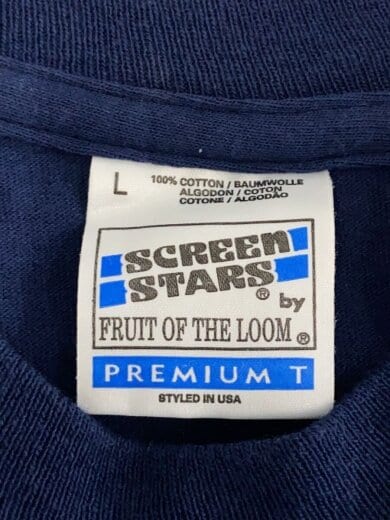 L
100% COTTON / BAUMWOLLE
ALGODON / COTON
COTONE / ALGODÃO
SCREEN
STARS®
by
FRUIT OF THE LOOM®
PREMIUM T
STYLED IN USA